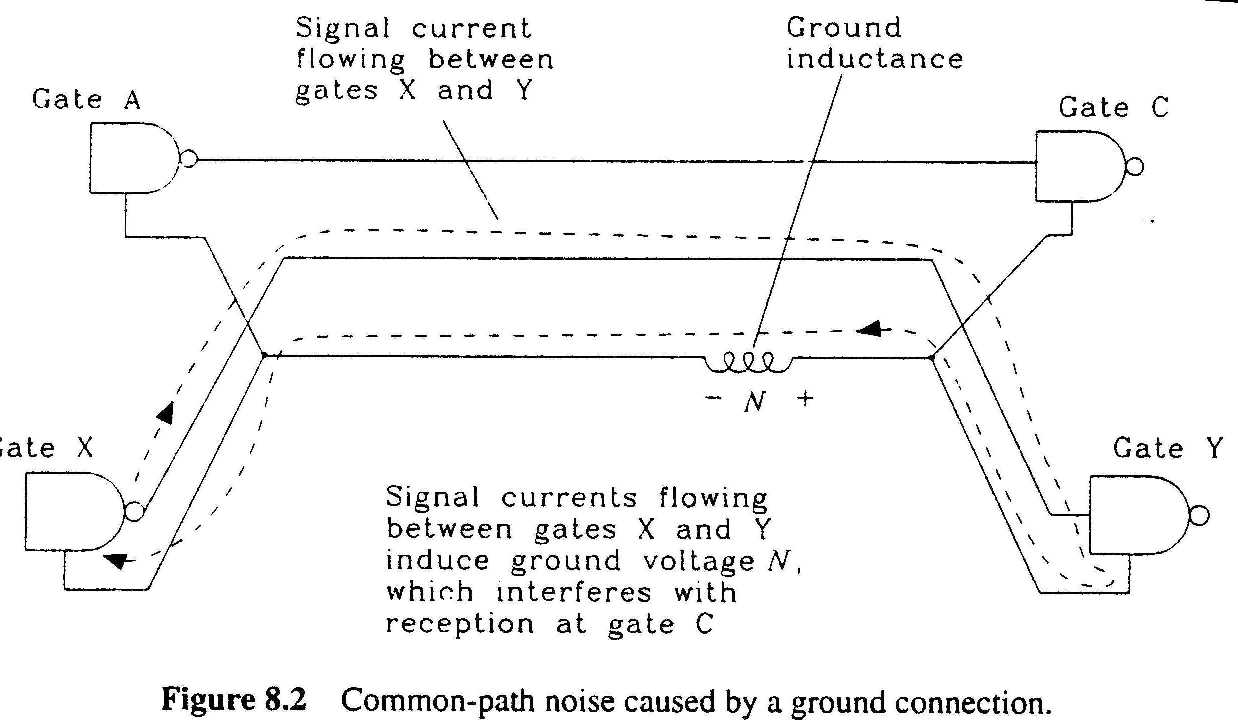 Signal current
flowing between
gates X and Y
Ground
inductance
Gate A
Gate C
- N +
ate X
Gate Y
Signal currents flowing
between gates X and Y
induce ground voltage N,
which interferes with
reception at gate C
Figure 8.2 Common-path noise caused by a ground connection.